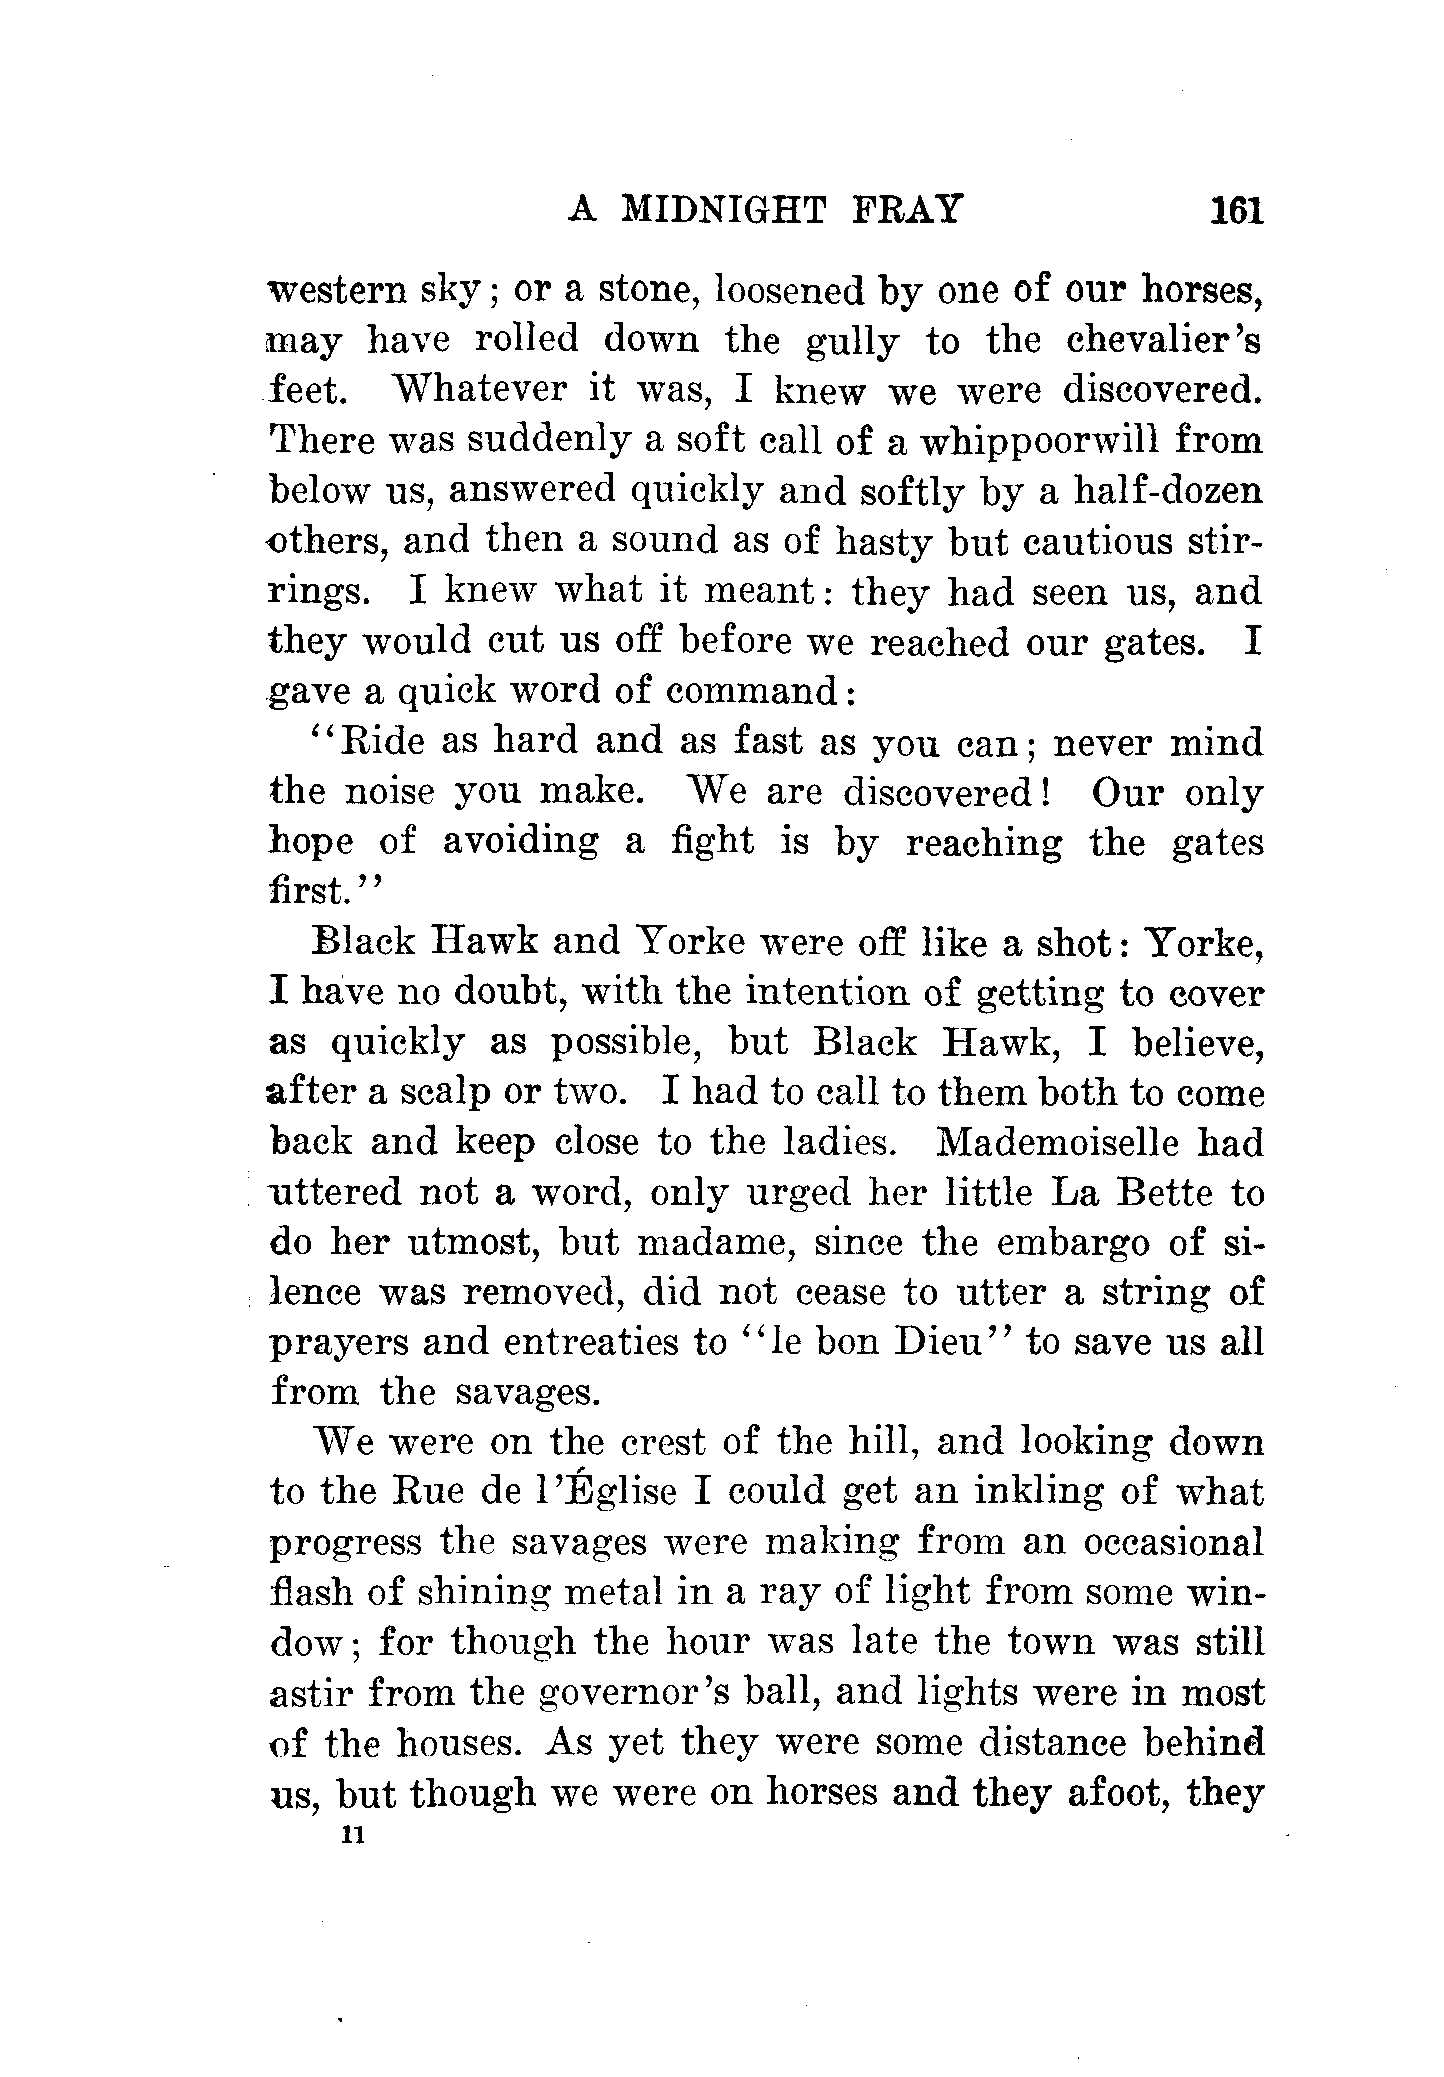 A MIDNIGHT FRAY 161
western sky; or a stone, loosened by one of our horses,
may have rolled down the gully to the chevalier's
feet. Whatever it was, I knew we were discovered.
There was suddenly a soft call of a whippoorwill from
below us, answered quickly and softly by a half-dozen
others, and then a sound as of hasty but cautious stir-
rings. I knew what it meant: they had seen us, and
they would cut us off before we reached our gates. I
gave a quick word of command:
"Ride as hard and as fast as you can; never mind
the noise you make. We are discovered! Our only
hope of avoiding a fight is by reaching the gates
first."
Black Hawk and Yorke were off like a shot: Yorke,
I have no doubt, with the intention of getting to cover
as quickly as possible, but Black Hawk, I believe,
after a scalp or two. I had to call to them both to come
back and keep close to the ladies. Mademoiselle had
uttered not a word, only urged her little La Bette to
do her utmost, but madame, since the embargo of si-
lence was removed, did not cease to utter a string of
prayers and entreaties to "le bon Dieu" to save us all
from the savages.
We were on the crest of the hill, and looking down
to the Rue de l'Église I could get an inkling of what
progress the savages were making from an occasional
flash of shining metal in a ray of light from some win-
dow; for though the hour was late the town was still
astir from the governor's ball, and lights were in most
of the houses. As yet they were some distance behind
us, but though we were on horses and they afoot, they
11